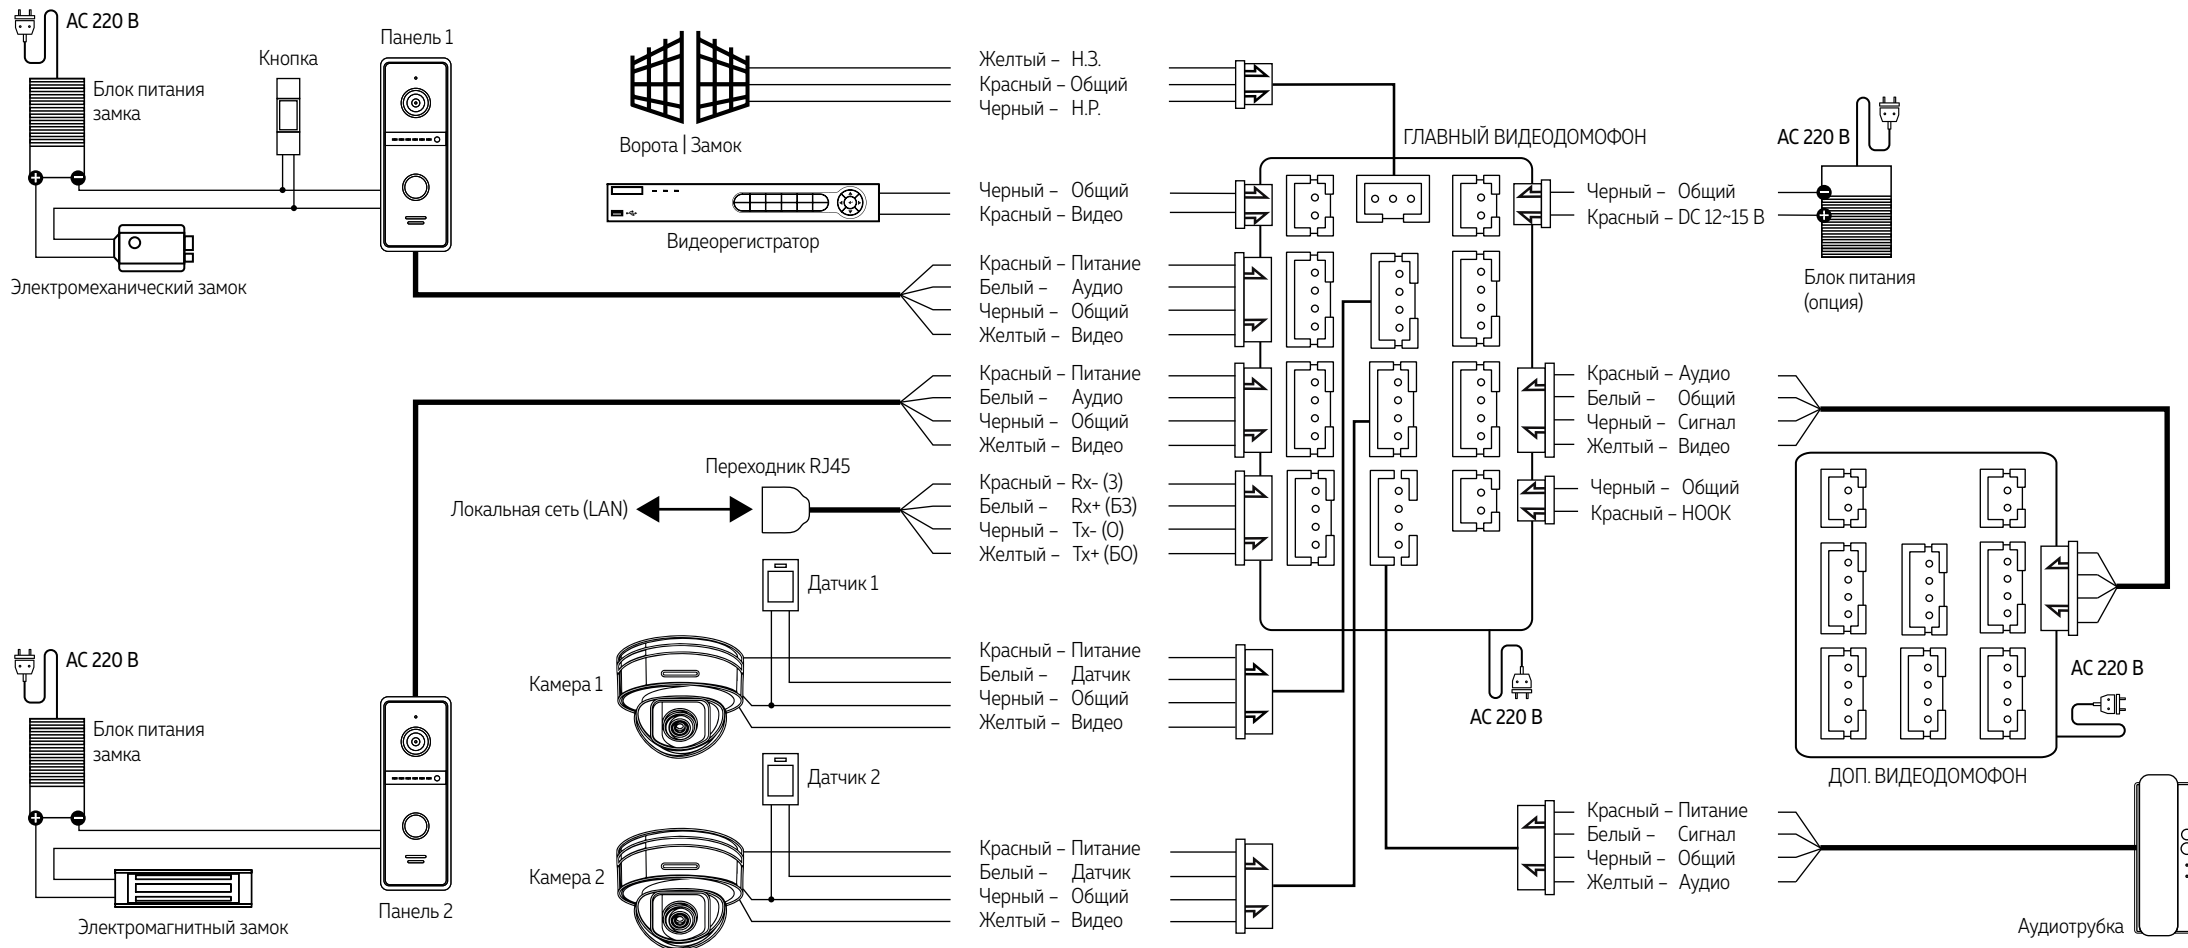 AC 220 В
Блок питания
замка
Кнопка
Панель 1
Электромеханический замок
Ворота | Замок
Желтый – Н.З.
Красный – Общий
Черный – Н.Р.
Видеорегистратор
Черный – Общий
Красный – Видео
Красный – Питание
Белый – Аудио
Черный – Общий
Желтый – Видео
Красный – Питание
Белый – Аудио
Черный – Общий
Желтый – Видео
Переходник RJ45
Локальная сеть (LAN)
Красный – Rx- (З)
Белый – Rx+ (БЗ)
Черный – Tx- (О)
Желтый – Tx+ (БО)
Датчик 1
Камера 1
Красный – Питание
Белый – Датчик
Черный – Общий
Желтый – Видео
Датчик 2
Камера 2
Красный – Питание
Белый – Датчик
Черный – Общий
Желтый – Видео
AC 220 В
Блок питания
замка
Панель 2
Электромагнитный замок
ГЛАВНЫЙ ВИДЕОДОМОФОН
AC 220 В
AC 220 В
Черный – Общий
Красный – DC 12~15 В
Блок питания
(опция)
Красный – Аудио
Белый – Общий
Черный – Сигнал
Желтый – Видео
Черный – Общий
Красный – HOOK
AC 220 В
ДОП. ВИДЕОДОМОФОН
Красный – Питание
Белый – Сигнал
Черный – Общий
Желтый – Аудио
Аудиотрубка